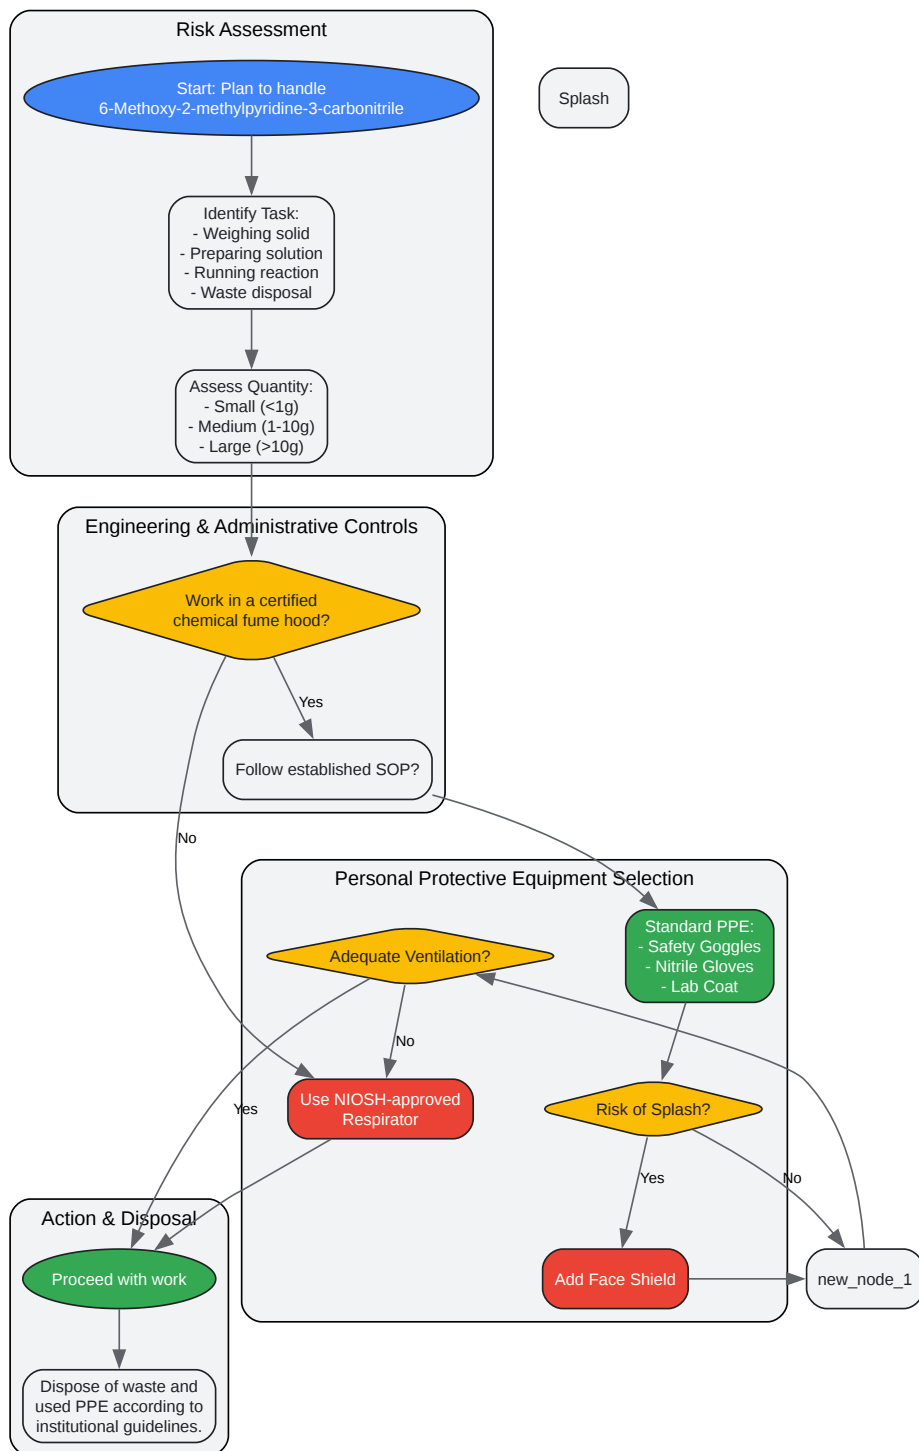 Risk Assessment
Start: Plan to handle
6-Methoxy-2-methylpyridine-3-carbonitrile
Splash
Identify Task:
- Weighing solid
- Preparing solution
- Running reaction
- Waste disposal
Assess Quantity:
- Small (<1g)
- Medium (1-10g)
- Large (>10g)
Engineering & Administrative Controls
Work in a certified
chemical fume hood?
Yes
Follow established SOP?
No
Personal Protective Equipment Selection
Standard PPE:
- Safety Goggles
- Nitrile Gloves
- Lab Coat
Adequate Ventilation?
No
Yes
Use NIOSH-approved
Respirator
Risk of Splash?
Yes
No
Add Face Shield
new_node_1
Action & Disposal
Proceed with work
Dispose of waste and
used PPE according to
institutional guidelines.